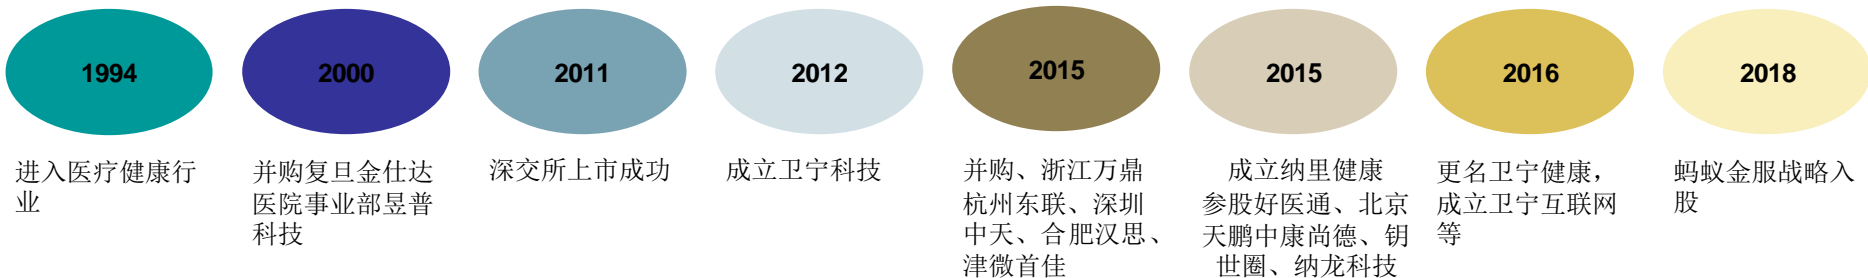 1994
2000
2011
2012
2015
2015
2016
2018
进入医疗健康行
业
并购复旦金仕达
医院事业部昱普
科技
深交所上市成功
成立卫宁科技
并购、浙江万鼎
杭州东联、深圳
中天、合肥汉思、
津微首佳
成立纳里健康
参股好医通、北京
天鹏中康尚德、钥
世圈、纳龙科技
更名卫宁健康，
成立卫宁互联网
等
蚂蚁金服战略入
股